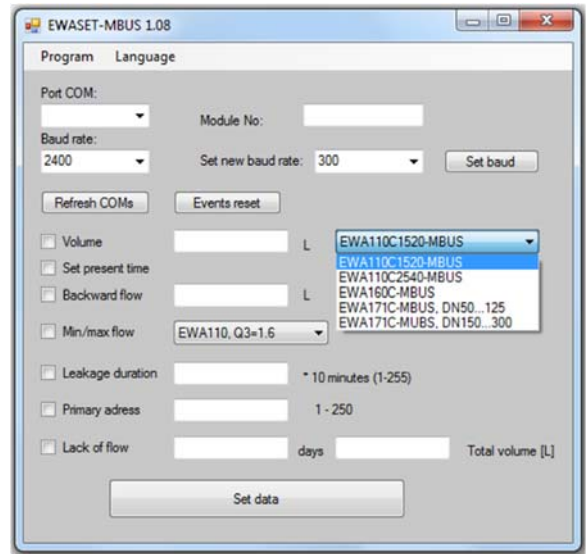 EWASET-MBUS 1.08
Program Language
Port COM:
Module No:
Baud rate:
2400 Set new baud rate: 300 Set baud
Refresh COMs Events reset
Volume L EWA110C1520-MBUS
EWA110C1520-MBUS
Set present time
EWA110C2540-MBUS
Backward flow L EWA160C-MBUS
EWA171C-MBUS, DN50...125
EWA171C-MUBS, DN150...300
Min/max flow EWA110, Q3=1.6
Leakage duration * 10 minutes (1-255)
Primary adress 1 - 250
Lack of flow days Total volume [L]
Set data